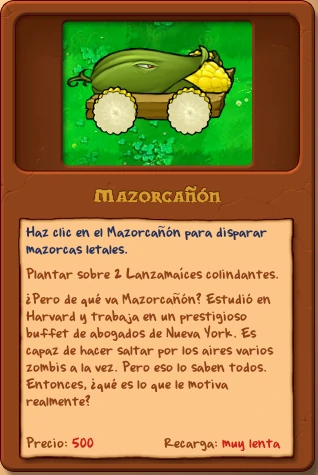 Mazorcañón
Haz clic en el Mazorcañón para disparar
mazorcas letales.
Plantar sobre 2 Lanzamaíces colindantes.
¿Pero de qué va Mazorcañón? Estudió en
Harvard y trabaja en un prestigioso
buffet de abogados de Nueva York. Es
capaz de hacer saltar por los aires varios
zombis a la vez. Pero eso lo saben todos.
Entonces, ¿qué es lo que le motiva
realmente?
Precio: 500 Recarga: muy lenta